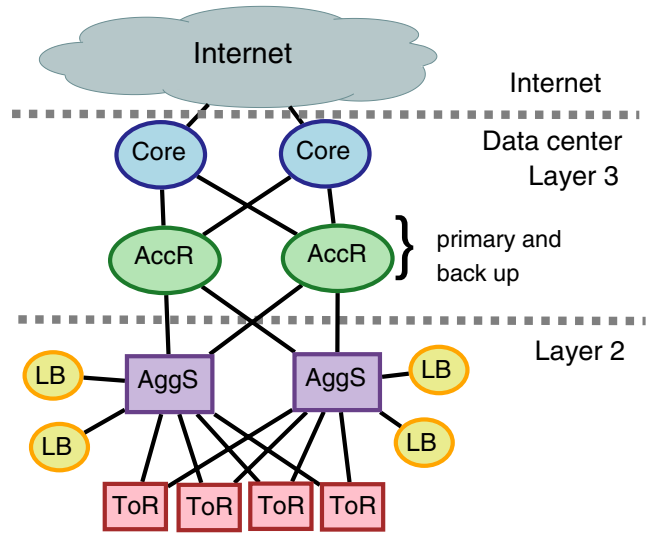 Internet
Internet
Core
Core
Data center
Layer 3
AccR
AccR
primary and
back up
Layer 2
LB
AggS
AggS
LB
LB
LB
ToR
ToR
ToR
ToR